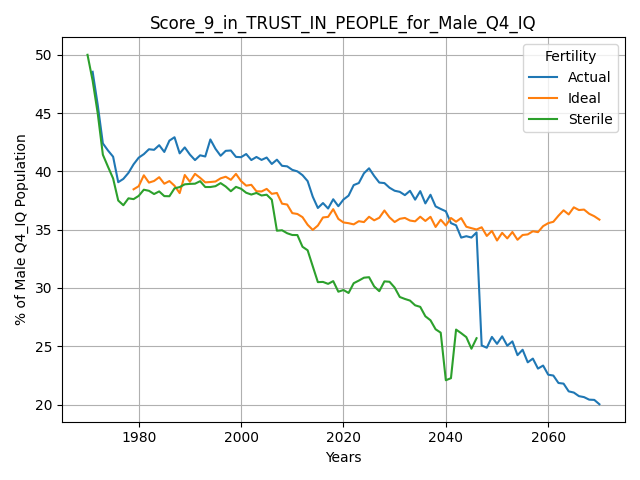 Score_9_in_TRUST_IN_PEOPLE_for_Male_Q4_IQ
Fertility
Actual
Ideal
Sterile
% of Male Q4_IQ Population
50
45
40
35
30
25
20
1980
2000
2020
2040
2060
Years